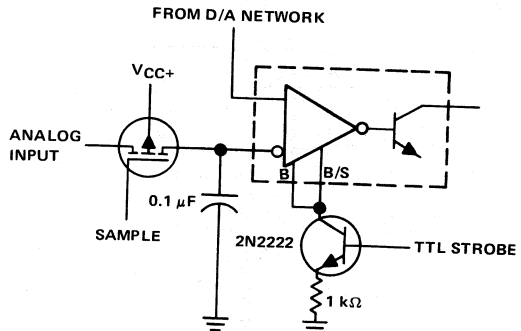 FROM D/A NETWORK
VCC+
ANALOG
INPUT
B
B/S
0.1 μF
SAMPLE
2N2222
TTL STROBE
1 kΩ